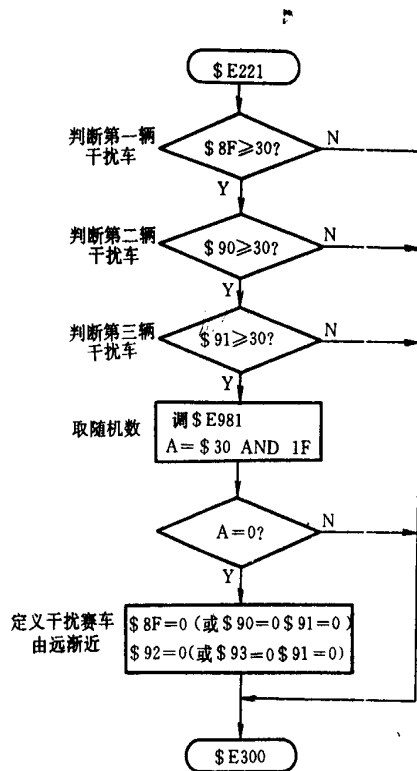 $E221
判断第一辆
干扰车
$8F≥30?
N
Y
判断第二辆
干扰车
$90≥30?
N
Y
判断第三辆
干扰车
$91≥30?
N
Y
取随机数
调$E981
A=$30 AND 1F
A=0?
N
Y
定义干扰赛车
由远渐近
$8F=0(或$90=0$91=0)
$92=0(或$93=0$91=0)
$E300